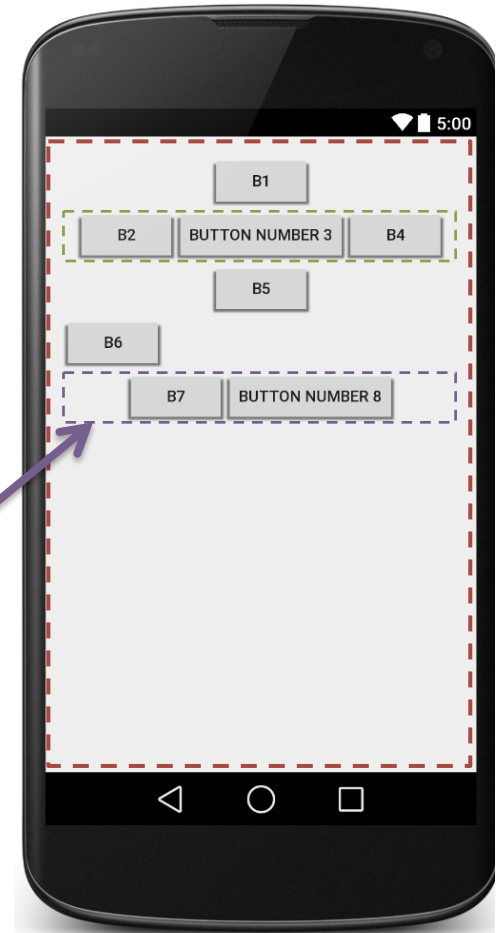 5:00
B1
B2 BUTTON NUMBER 3 B4
B5
B6
B7 BUTTON NUMBER 8